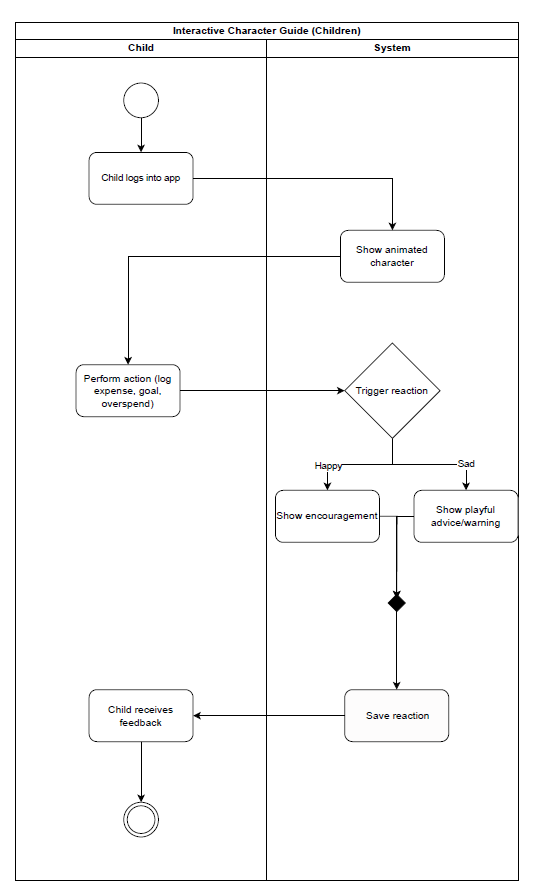 Interactive Character Guide (Children)
Child
System
Child logs into app
Show animated
character
Perform action (log
expense, goal,
overspend)
Trigger reaction
Happy
Sad
Show encouragement
Show playful
advice/warning
Child receives
feedback
Save reaction